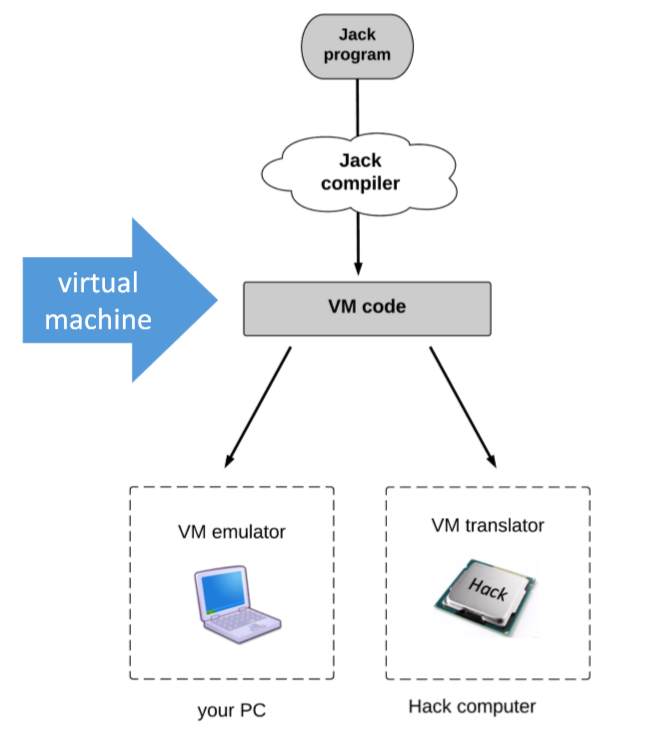 Jack
program
Jack
compiler
virtual
machine
VM code
VM emulator
VM translator
Hack
your PC
Hack computer